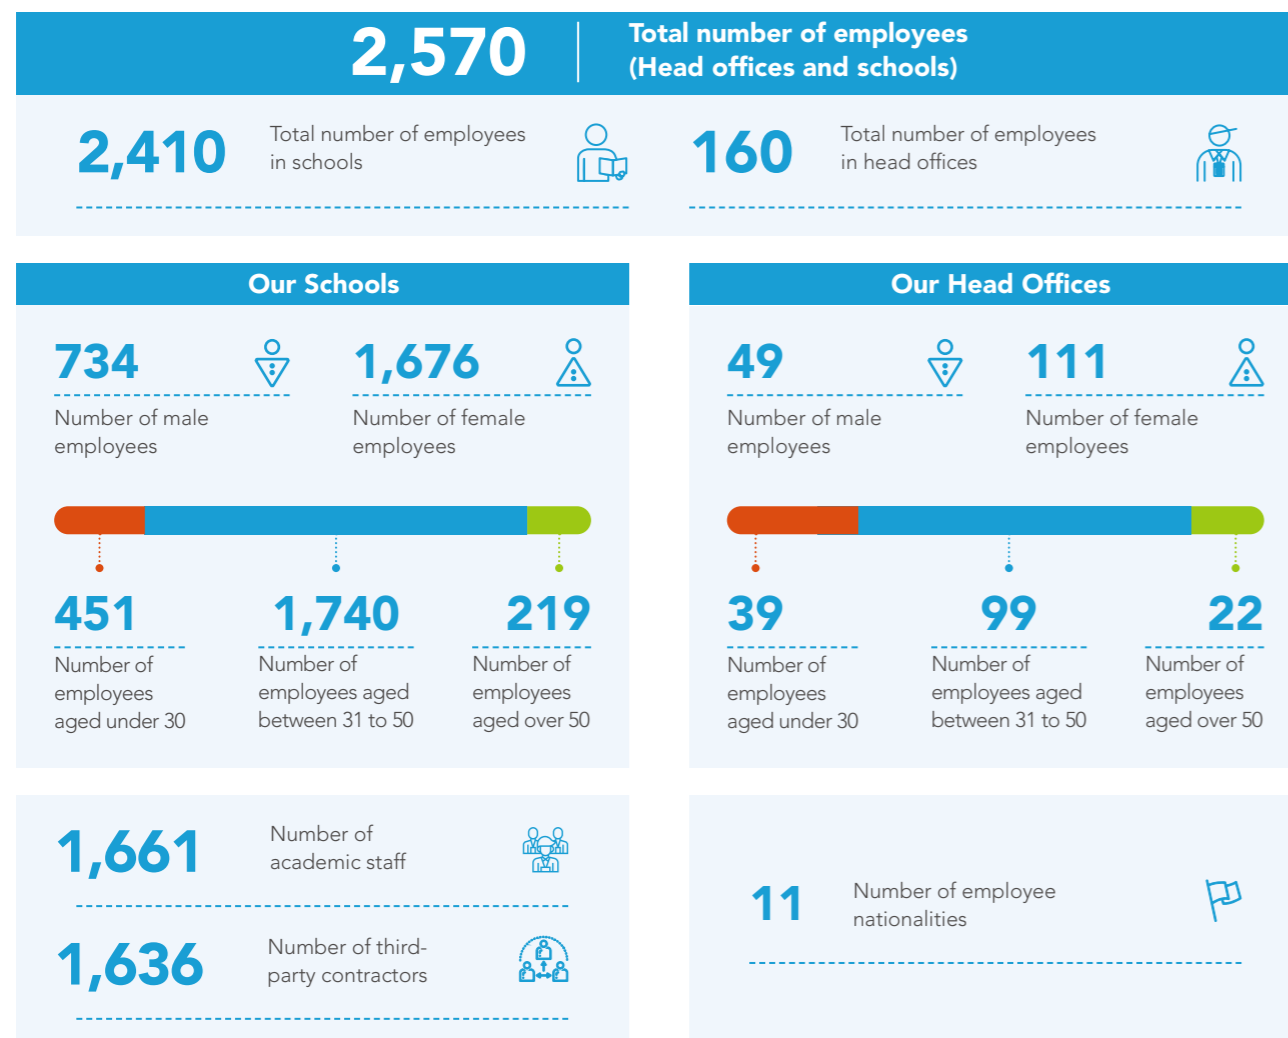 2,570
Total number of employees
(Head offices and schools)
2,410
Total number of employees
in schools
160
Total number of employees
in head offices
Our Schools
734
Number of male
employees
1,676
Number of female
employees
451
Number of
employees
aged under 30
1,740
Number of
employees aged
between 31 to 50
219
Number of
employees
aged over 50
Our Head Offices
49
Number of male
employees
111
Number of female
employees
39
Number of
employees
aged under 30
99
Number of
employees aged
between 31 to 50
22
Number of
employees
aged over 50
1,661
Number of
academic staff
1,636
Number of third-
party contractors
11
Number of employee
nationalities